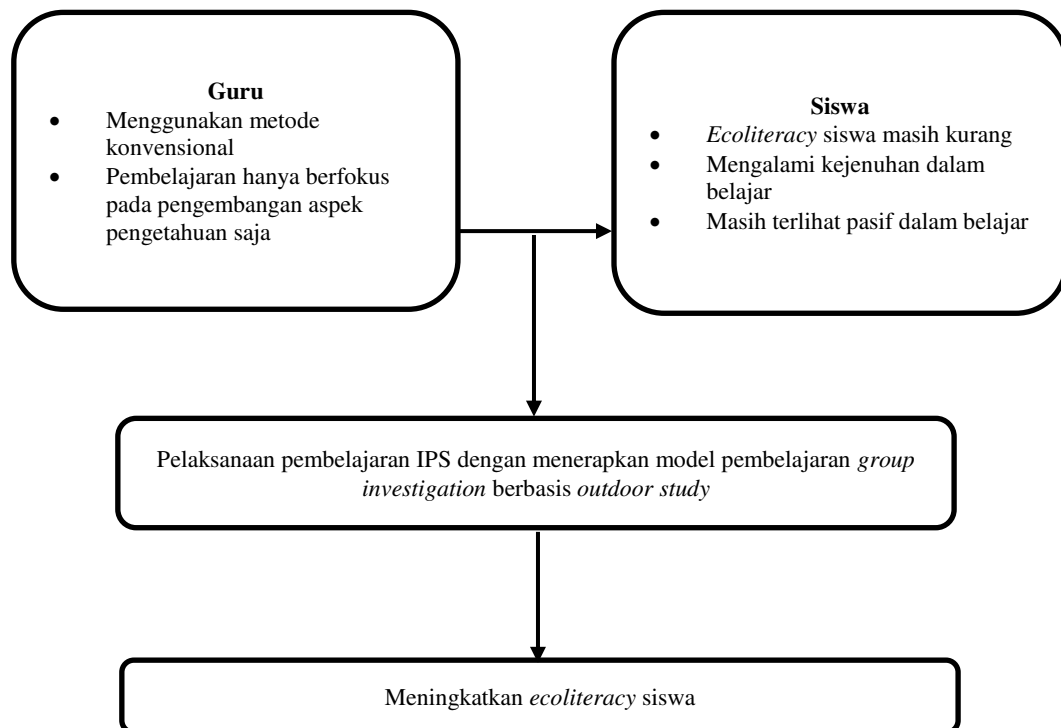 Guru
• Menggunakan metode
konvensional
• Pembelajaran hanya berfokus
pada pengembangan aspek
pengetahuan saja
Siswa
• Ecoliteracy siswa masih kurang
• Mengalami kejenuhan dalam
belajar
• Masih terlihat pasif dalam belajar
Pelaksanaan pembelajaran IPS dengan menerapkan model pembelajaran group
investigation berbasis outdoor study
Meningkatkan ecoliteracy siswa